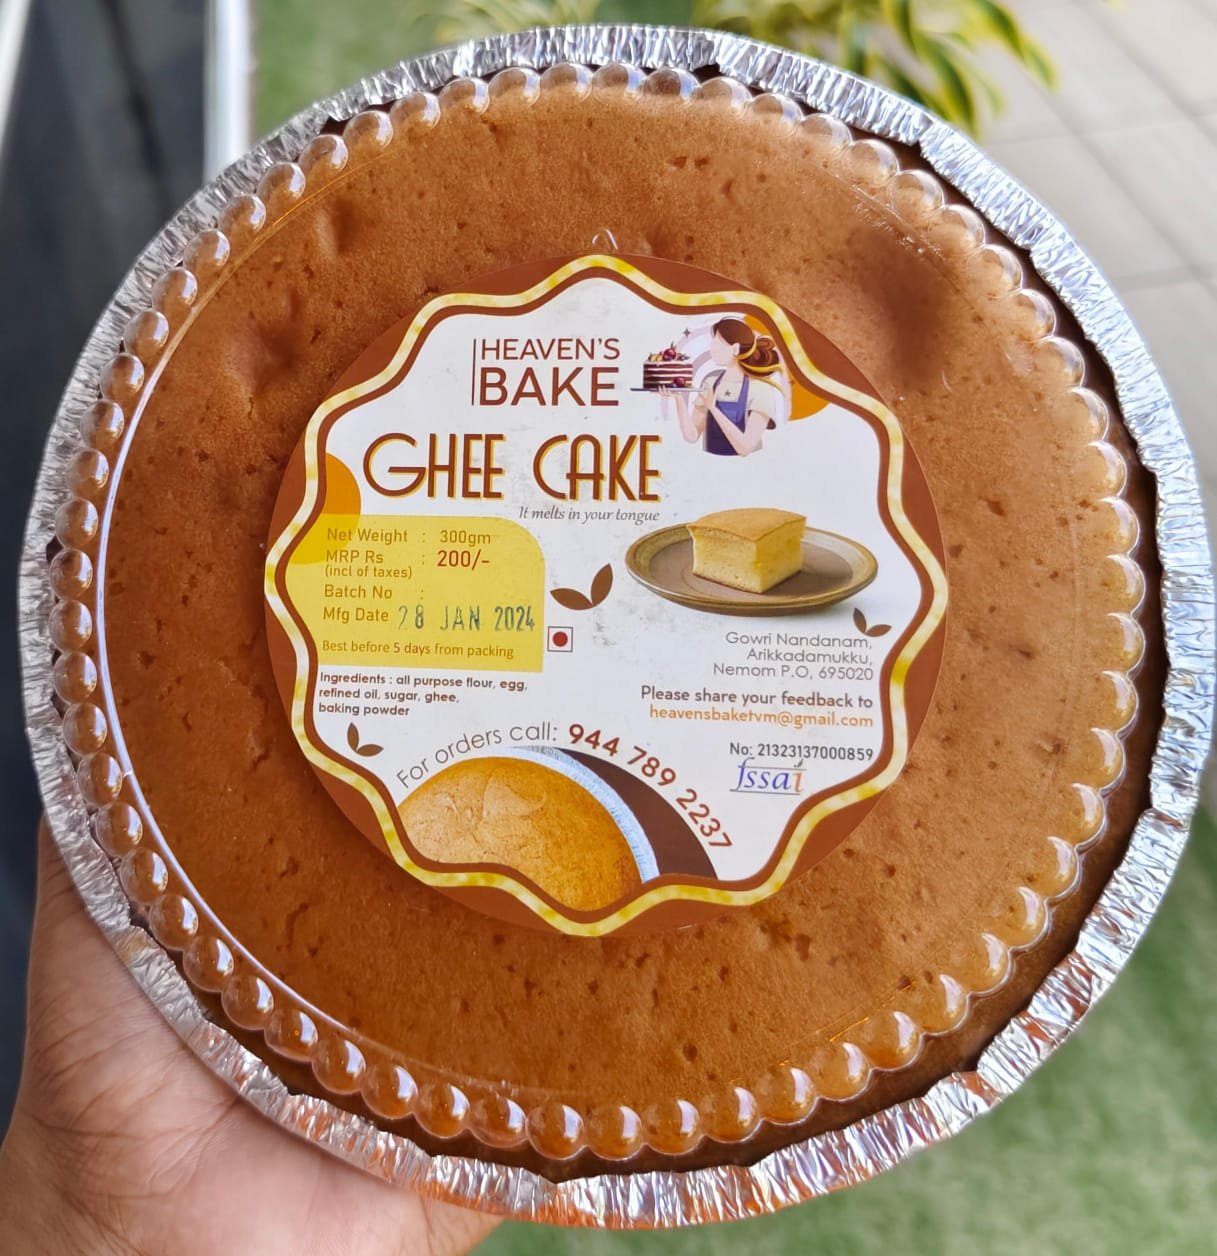 HEAVEN'S
BAKE
GHEE CAKE
It melts in your tongue
Net Weight : 300gm
MRP Rs : 200/-
(incl of taxes)
Batch No :
Mfg Date 28 JAN 2024
Best before 5 days from packing
Ingredients : all purpose flour, egg,
refined oil, sugar, ghee,
baking powder
Gowri Nandanam,
Arikkadamukku,
Nemom P.O, 695020
Please share your feedback to
heavensbaketvm@gmail.com
No: 21323137000859
fssai
For orders call: 944 789 2237